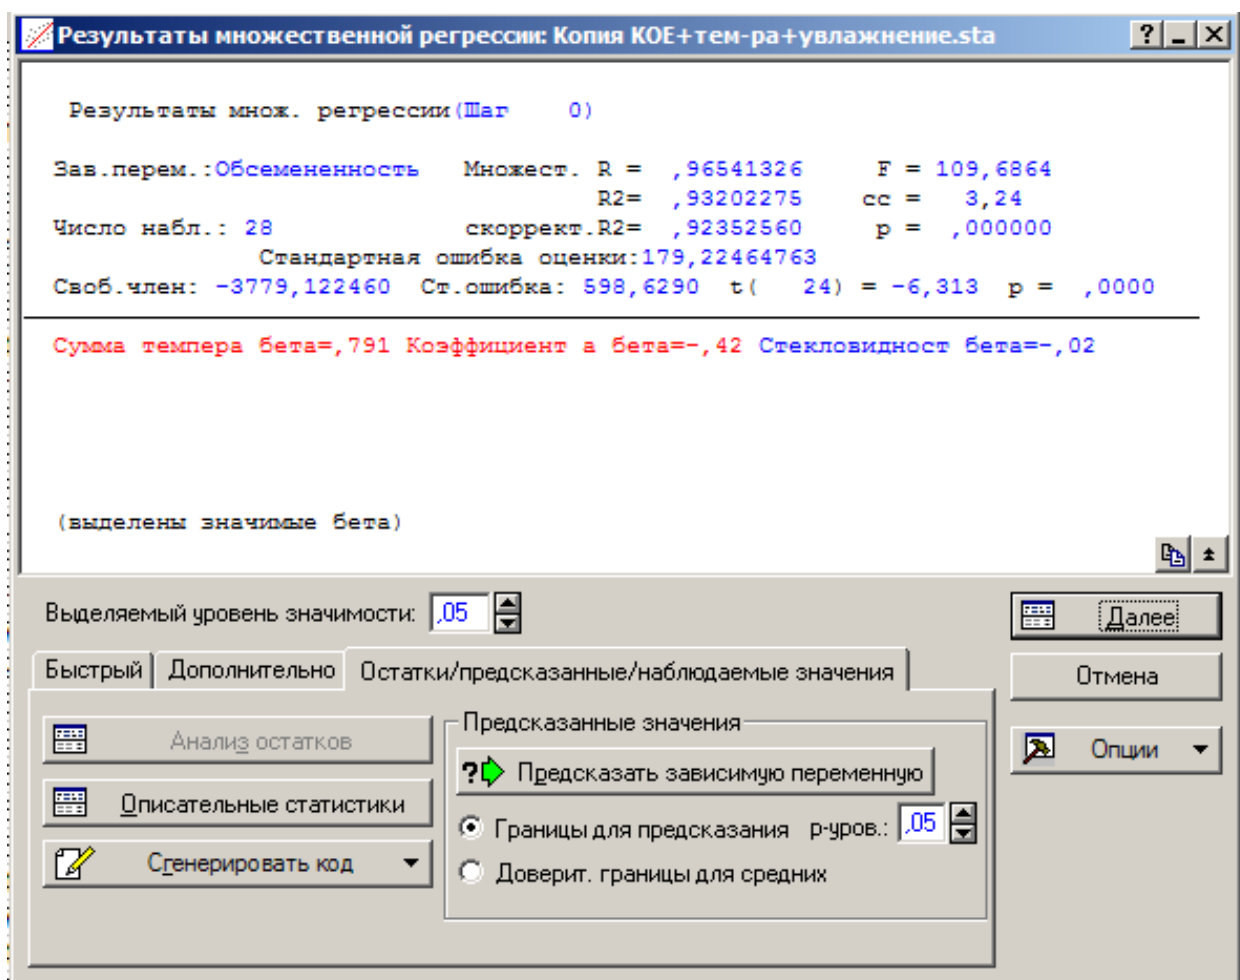 Результаты множественной регрессии: Копия КОЕ+тем-ра+увлажнение.sta
Результаты множ. регрессии(Шаг 0)
Зав.перем.:Обсемененность Множест. R = ,96541326 F = 109,6864
R2= ,93202275 сс = 3,24
Число набл.: 28 скоррект.R2= ,92352560 p = ,000000
Стандартная ошибка оценки:179,22464763
Своб.член: -3779,122460 Ст.ошибка: 598,6290 t( 24) = -6,313 p = ,0000
Сумма темпера бета=,791 Коэффициент а бета=-,42 Стекловидност бета=-,02
(выделены значимые бета)
Выделяемый уровень значимости: ,05
Далее
Быстрый Дополнительно Остатки/предсказанные/наблюдаемые значения
Отмена
Анализ остатков
Предсказанные значения
Опции
Предсказать зависимую переменную
Описательные статистики
Границы для предсказания р-уров.: ,05
Сгенерировать код
Доверит. границы для средних